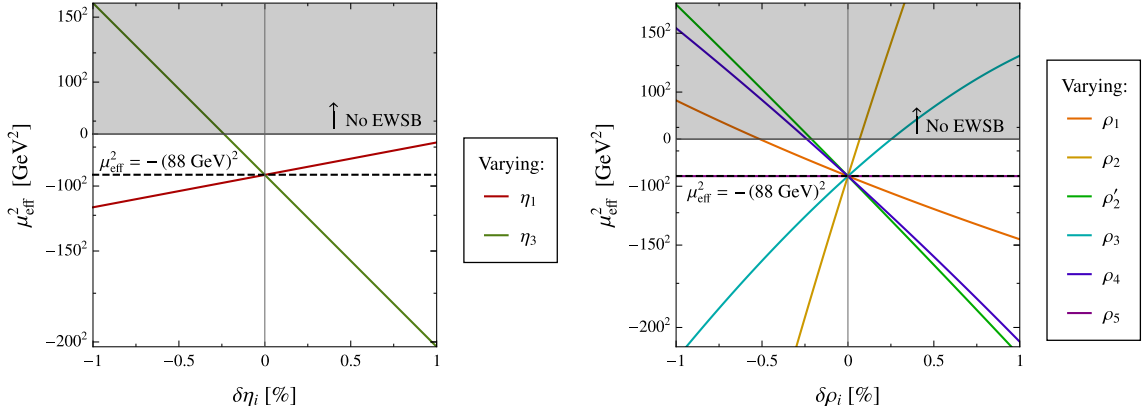 150²
100²
0
−100²
−150²
−200²
μ²eff [GeV²]
↑ No EWSB
μ²eff = −(88 GeV)²
−1
−0.5
0
0.5
1
δηᵢ [%]
Varying:
η₁
η₃
150²
100²
0
−100²
−150²
−200²
μ²eff [GeV²]
↑ No EWSB
μ²eff = −(88 GeV)²
−1
−0.5
0
0.5
1
δρᵢ [%]
Varying:
ρ₁
ρ₂
ρ₂′
ρ₃
ρ₄
ρ₅